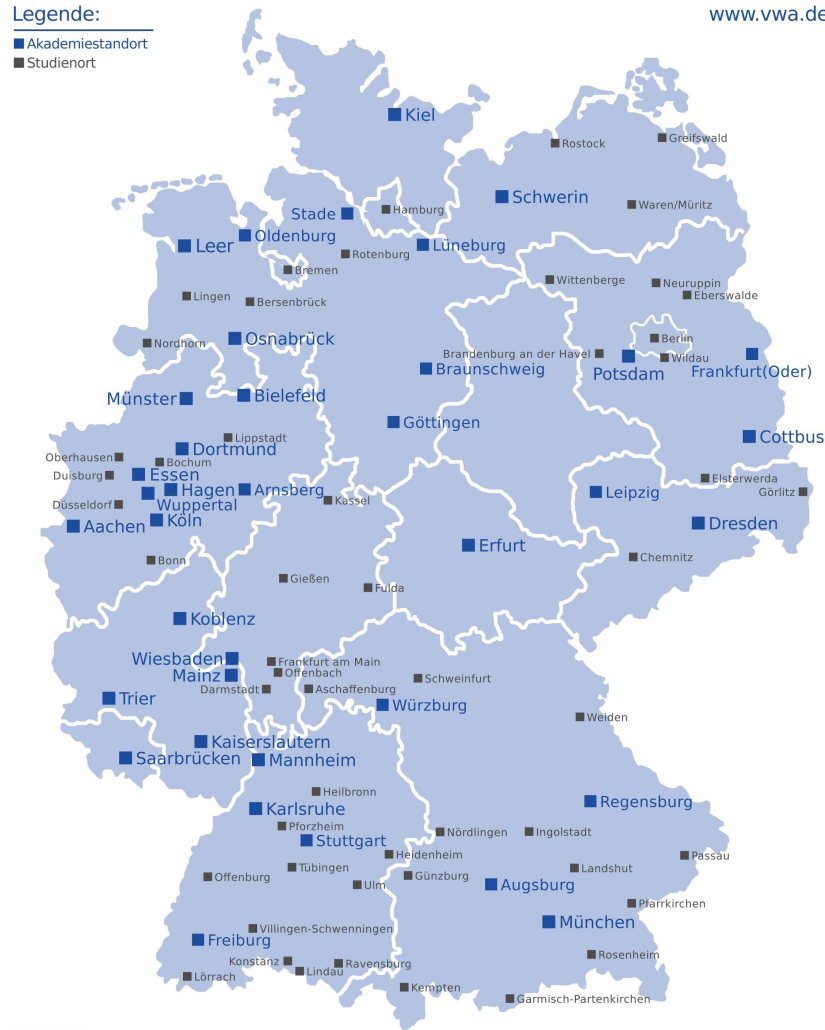 Legende:
www.vwa.de
Akademiestandort
Studienort
Kiel
Rostock
Greifswald
Schwerin
Waren/Müritz
Stade
Hamburg
Oldenburg
Leer
Lüneburg
Rotenburg
Bremen
Wittenberge
Neuruppin
Eberswalde
Lingen
Bersenbrück
Nordhorn
Osnabrück
Berlin
Brandenburg an der Havel
Wildau
Potsdam
Frankfurt(Oder)
Braunschweig
Münster
Bielefeld
Göttingen
Cottbus
Lippstadt
Dortmund
Oberhausen
Bochum
Duisburg
Essen
Elsterwerda
Hagen
Arnsberg
Leipzig
Görlitz
Kassel
Düsseldorf
Wuppertal
Köln
Aachen
Dresden
Erfurt
Bonn
Chemnitz
Gießen
Fulda
Koblenz
Wiesbaden
Frankfurt am Main
Offenbach
Mainz
Schweinfurt
Darmstadt
Aschaffenburg
Trier
Würzburg
Weiden
Kaiserslautern
Saarbrücken
Mannheim
Heilbronn
Regensburg
Karlsruhe
Pforzheim
Nördlingen
Ingolstadt
Stuttgart
Heidenheim
Passau
Tübingen
Landshut
Offenburg
Günzburg
Ulm
Augsburg
Pfarrkirchen
München
Villingen-Schwenningen
Freiburg
Rosenheim
Konstanz
Ravensburg
Lindau
Lörrach
Kempten
Garmisch-Partenkirchen